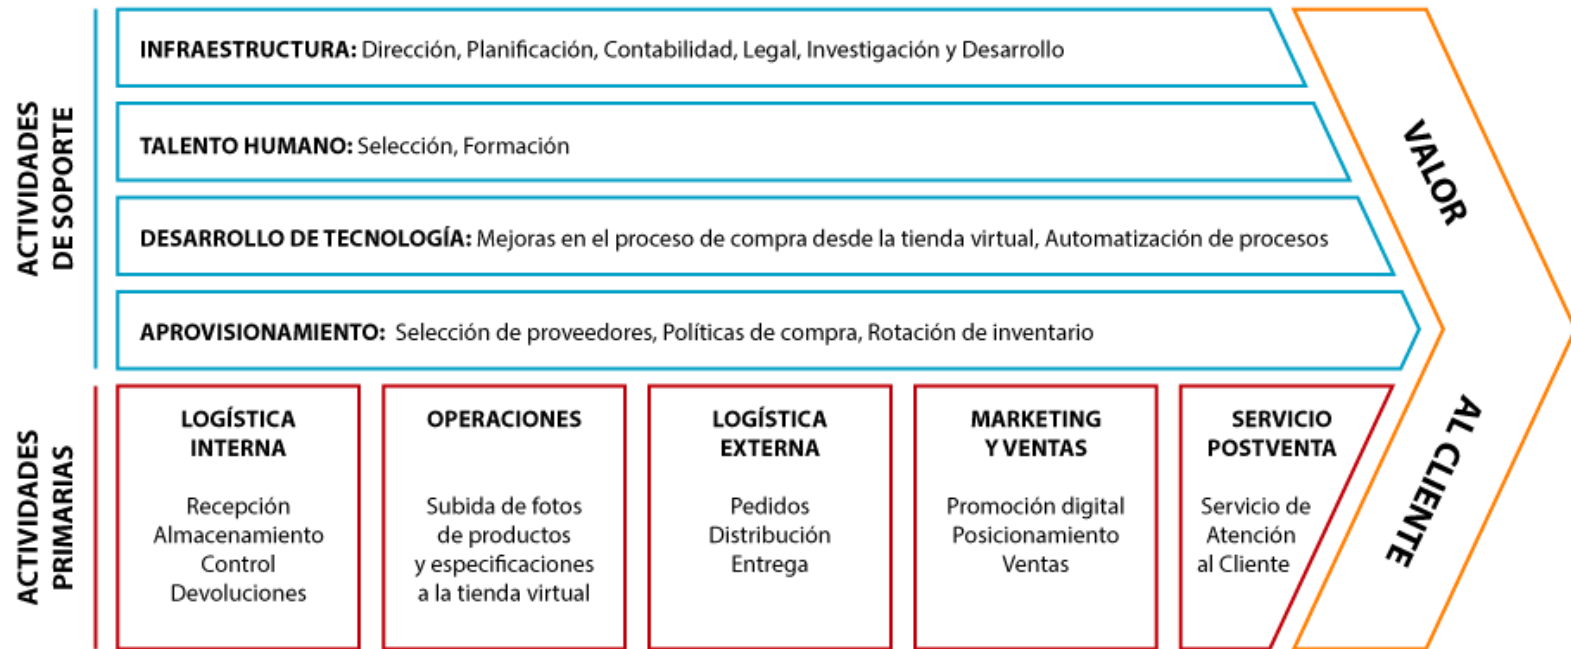 ACTIVIDADES
DE SOPORTE
INFRAESTRUCTURA: Dirección, Planificación, Contabilidad, Legal, Investigación y Desarrollo
TALENTO HUMANO: Selección, Formación
DESARROLLO DE TECNOLOGÍA: Mejoras en el proceso de compra desde la tienda virtual, Automatización de procesos
APROVISIONAMIENTO: Selección de proveedores, Políticas de compra, Rotación de inventario
ACTIVIDADES
PRIMARIAS
LOGÍSTICA
INTERNA
Recepción
Almacenamiento
Control
Devoluciones
OPERACIONES
Subida de fotos
de productos
y especificaciones
a la tienda virtual
LOGÍSTICA
EXTERNA
Pedidos
Distribución
Entrega
MARKETING
Y VENTAS
Promoción digital
Posicionamiento
Ventas
SERVICIO
POSTVENTA
Servicio de
Atención
al Cliente
VALOR
AL CLIENTE